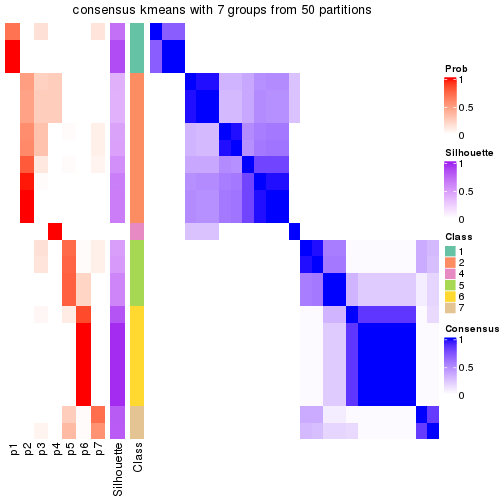 consensus kmeans with 7 groups from 50 partitions
Prob
1
0.5
0
Silhouette
1
0.5
0
Class
1
2
4
5
6
7
Consensus
1
0.5
0
p1
p2
p3
p4
p5
p6
p7
Silhouette
Class